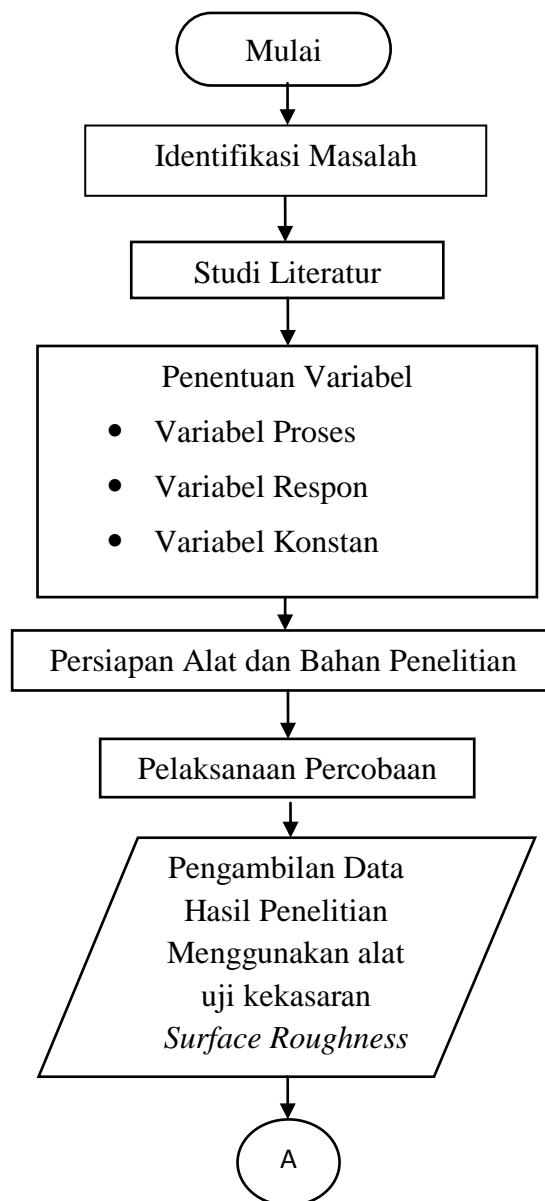 Mulai
Identifikasi Masalah
Studi Literatur
Penentuan Variabel
• Variabel Proses
• Variabel Respon
• Variabel Konstan
Persiapan Alat dan Bahan Penelitian
Pelaksanaan Percobaan
Pengambilan Data
Hasil Penelitian
Menggunakan alat
uji kekasaran
Surface Roughness
A